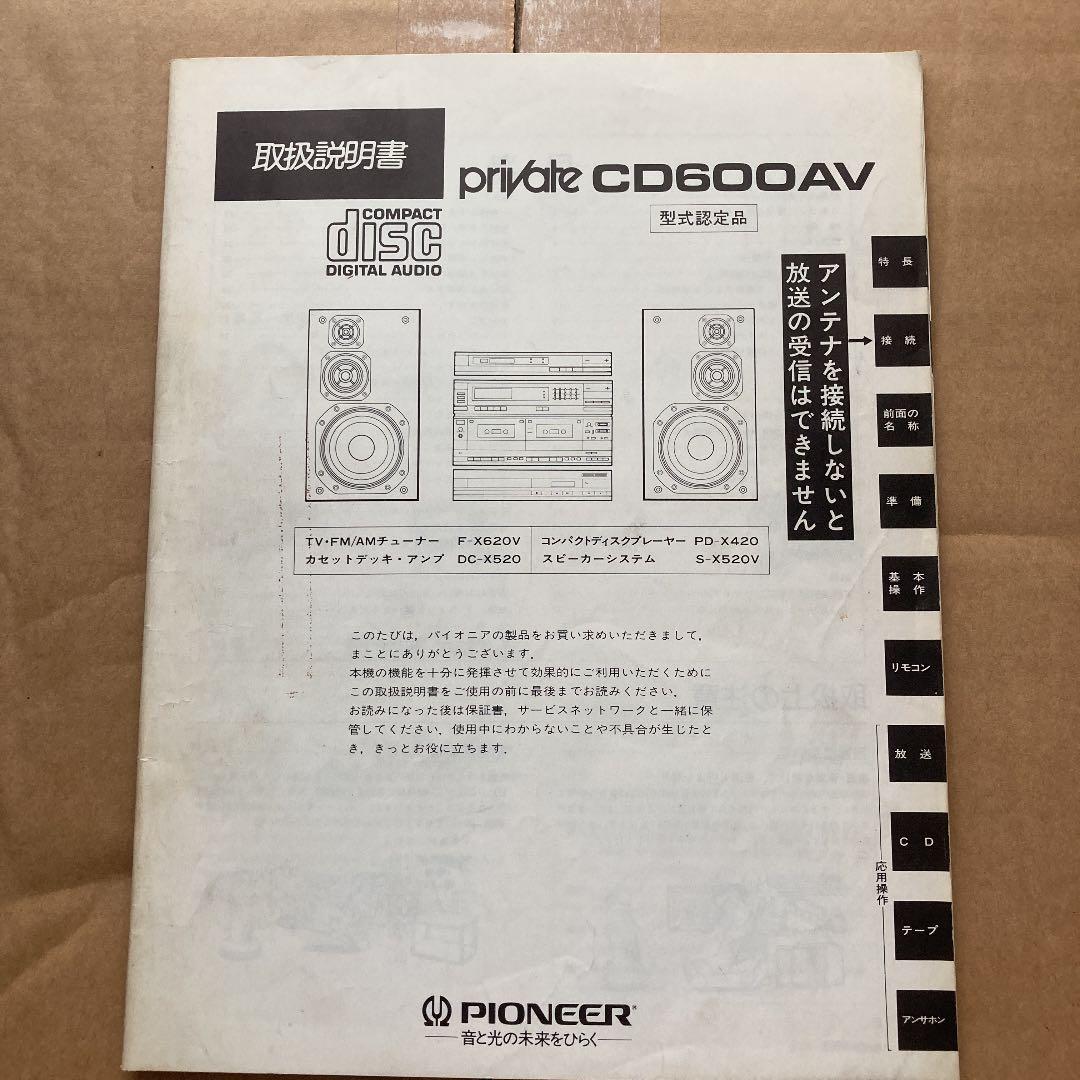 取扱説明書
private CD600AV
COMPACT
disc
DIGITAL AUDIO
型式認定品
アンテナを接続しないと
放送の受信はできません
TV・FM/AMチューナー F-X620V コンパクトディスクプレーヤー PD-X420
カセットデッキ・アンプ DC-X520 スピーカーシステム S-X520V
このたびは，パイオニアの製品をお買い求めいただきまして，
まことにありがとうございます．
本機の機能を十分に発揮させて効果的にご利用いただくために
この取扱説明書をご使用の前に最後までお読みください．
お読みになった後は保証書，サービスネットワークと一緒に保
管してください．使用中にわからないことや不具合が生じたと
き，きっとお役に立ちます．
特長
接続
前面の
名称
準備
基本
操作
リモコン
放送
CD
応用操作
テープ
アンサホン
PIONEER®
音と光の未来をひらく